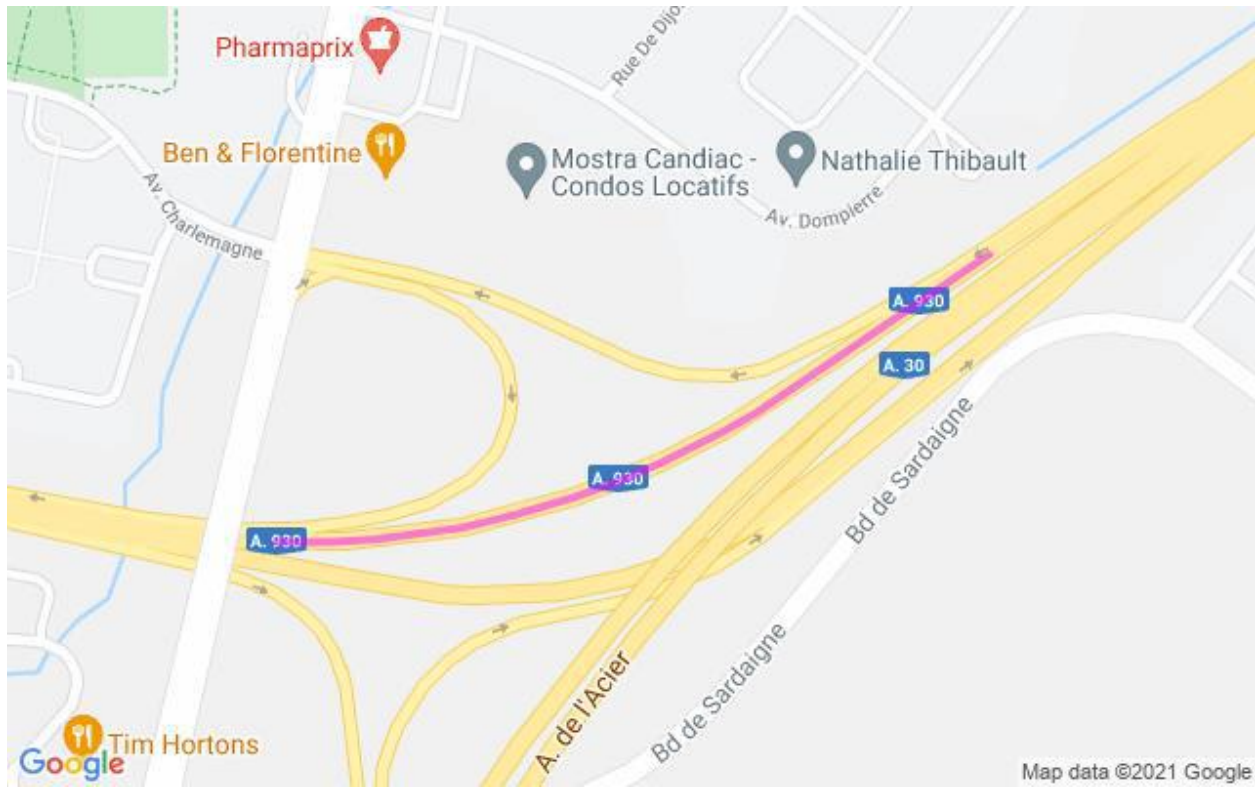 Pharmaprix
Rue De Dijo
Ben & Florentine
Mostra Candiac -
Condos Locatifs
Nathalie Thibault
Av. Charlemagne
Av. Dompierre
A. 930
A. 30
A. 930
A. 930
Bd de Sardaigne
Bd de Sardaigne
A. de l'Acier
Tim Hortons
Google
Map data ©2021 Google